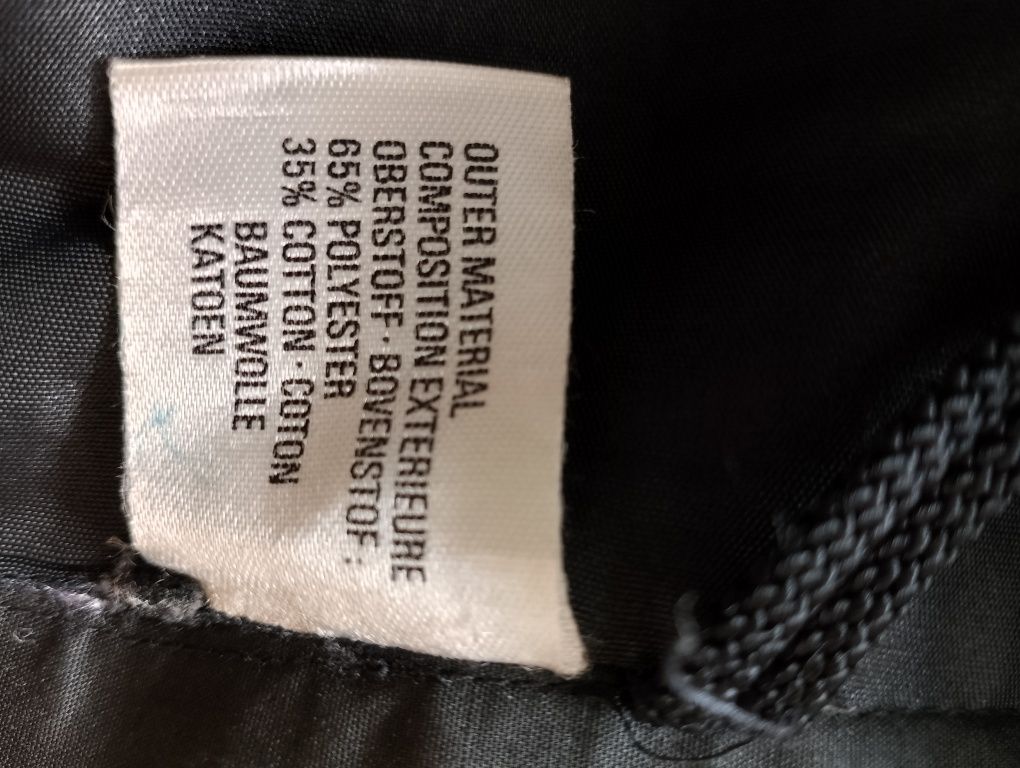 OUTER MATERIAL
COMPOSITION EXTERIEURE
OBERSTOFF · BOVENSTOF:
65% POLYESTER
35% COTTON · COTON
BAUMWOLLE
KATOEN